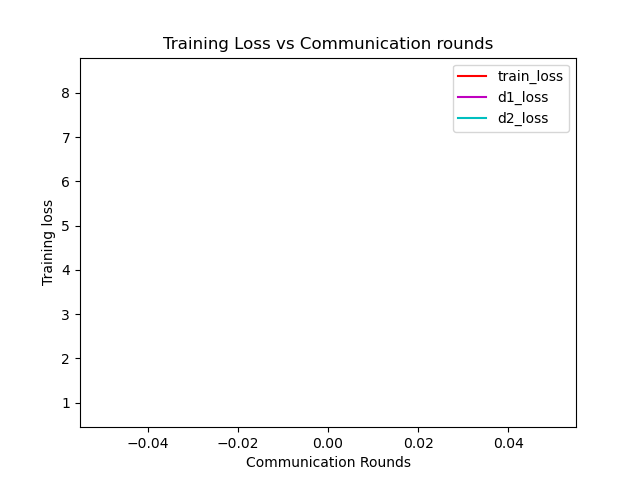 Training Loss vs Communication rounds
train_loss
d1_loss
d2_loss
8
7
6
5
4
3
2
1
Training loss
−0.04 −0.02 0.00 0.02 0.04
Communication Rounds